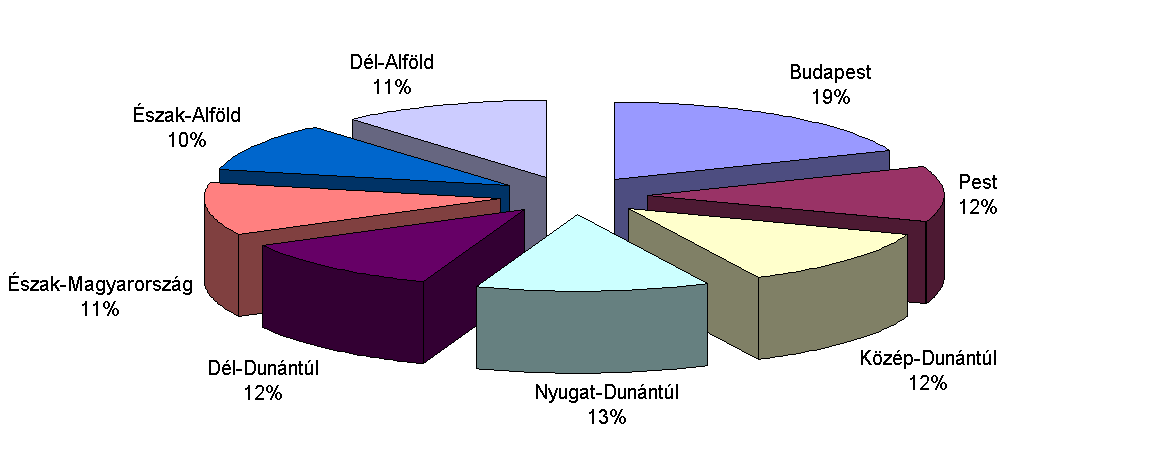 Dél-Alföld
11%
Budapest
19%
Észak-Alföld
10%
Pest
12%
Észak-Magyarország
11%
Közép-Dunántúl
12%
Dél-Dunántúl
12%
Nyugat-Dunántúl
13%